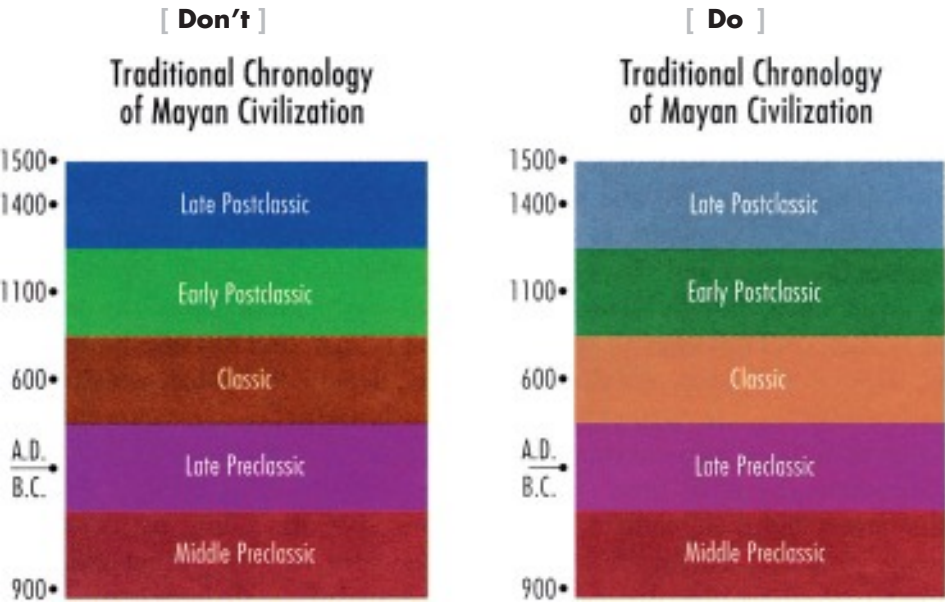 [ Don't ]
Traditional Chronology
of Mayan Civilization
1500
Late Postclassic
1400
Early Postclassic
1100
Classic
600
Late Preclassic
A.D.
B.C.
Middle Preclassic
900
[ Do ]
Traditional Chronology
of Mayan Civilization
1500
Late Postclassic
1400
Early Postclassic
1100
Classic
600
Late Preclassic
A.D.
B.C.
Middle Preclassic
900